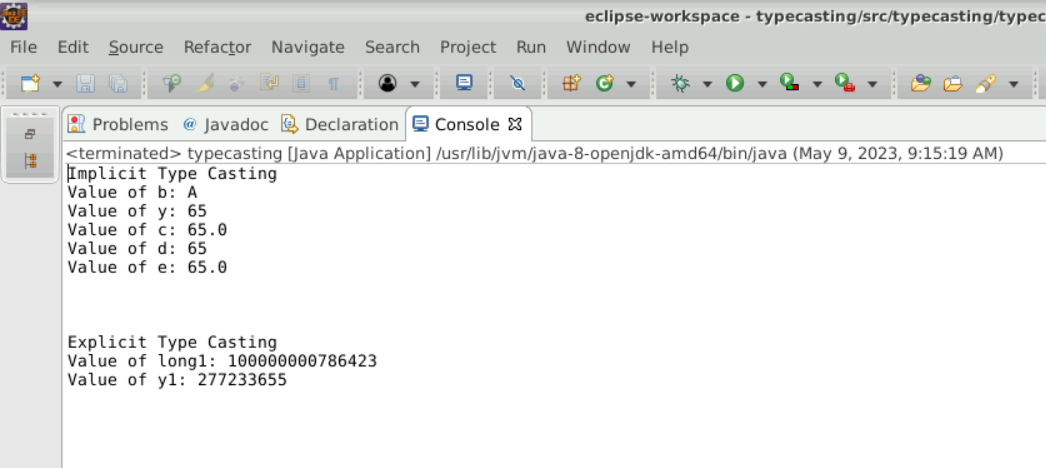 eclipse-workspace - typecasting/src/typecasting/typec
File Edit Source Refactor Navigate Search Project Run Window Help
Problems @ Javadoc Declaration Console
<terminated> typecasting [Java Application] /usr/lib/jvm/java-8-openjdk-amd64/bin/java (May 9, 2023, 9:15:19 AM)
Implicit Type Casting
Value of b: A
Value of y: 65
Value of c: 65.0
Value of d: 65
Value of e: 65.0
Explicit Type Casting
Value of long1: 100000000786423
Value of y1: 277233655